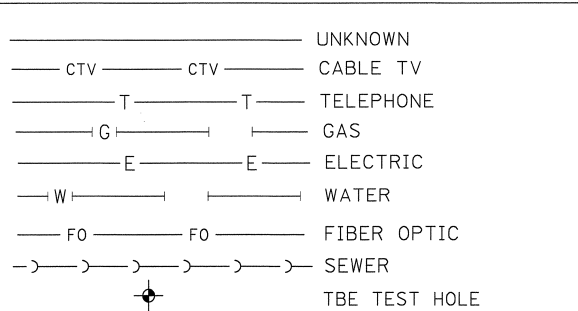 UNKNOWN
CTV CTV CABLE TV
T T TELEPHONE
G GAS
E E ELECTRIC
W WATER
FO FO FIBER OPTIC
SEWER
TBE TEST HOLE